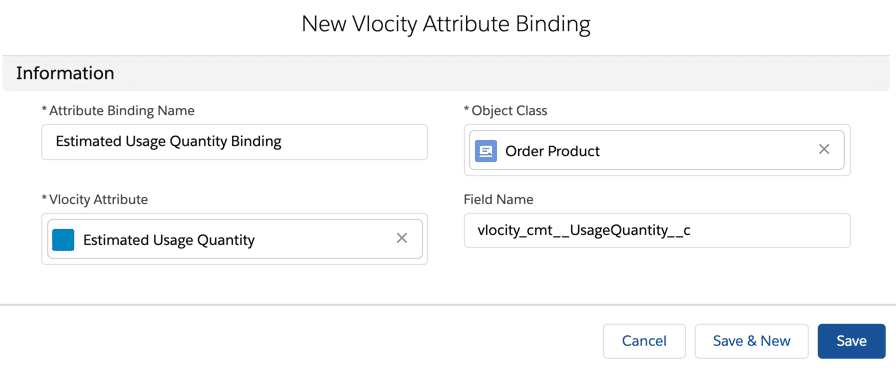 New Vlocity Attribute Binding
Information
* Attribute Binding Name
Estimated Usage Quantity Binding
* Object Class
Order Product
* Vlocity Attribute
Estimated Usage Quantity
Field Name
vlocity_cmt__UsageQuantity__c
Cancel
Save & New
Save